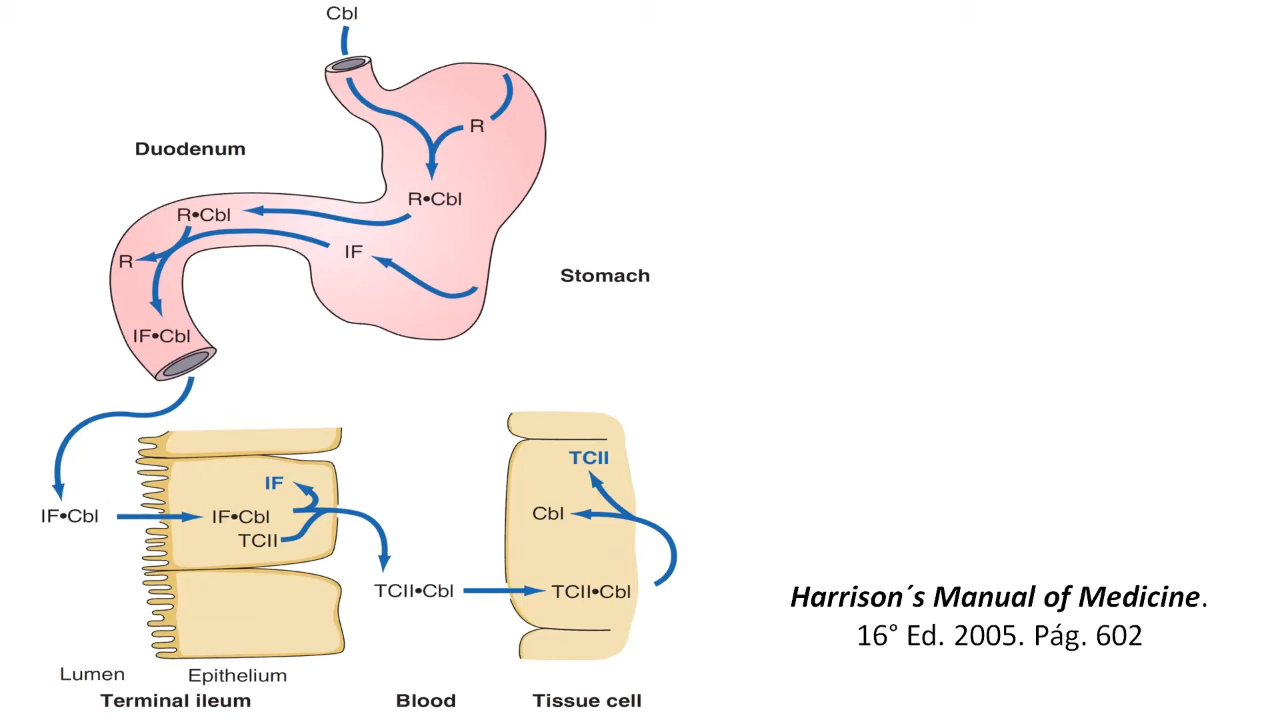 Cbl
R
Duodenum
R•Cbl
R•Cbl
IF
R
Stomach
IF•Cbl
TCII
IF
IF•Cbl
IF•Cbl
Cbl
TCII
TCII•Cbl
TCII•Cbl
Harrison´s Manual of Medicine.
16° Ed. 2005. Pág. 602
Lumen
Epithelium
Terminal ileum
Blood
Tissue cell